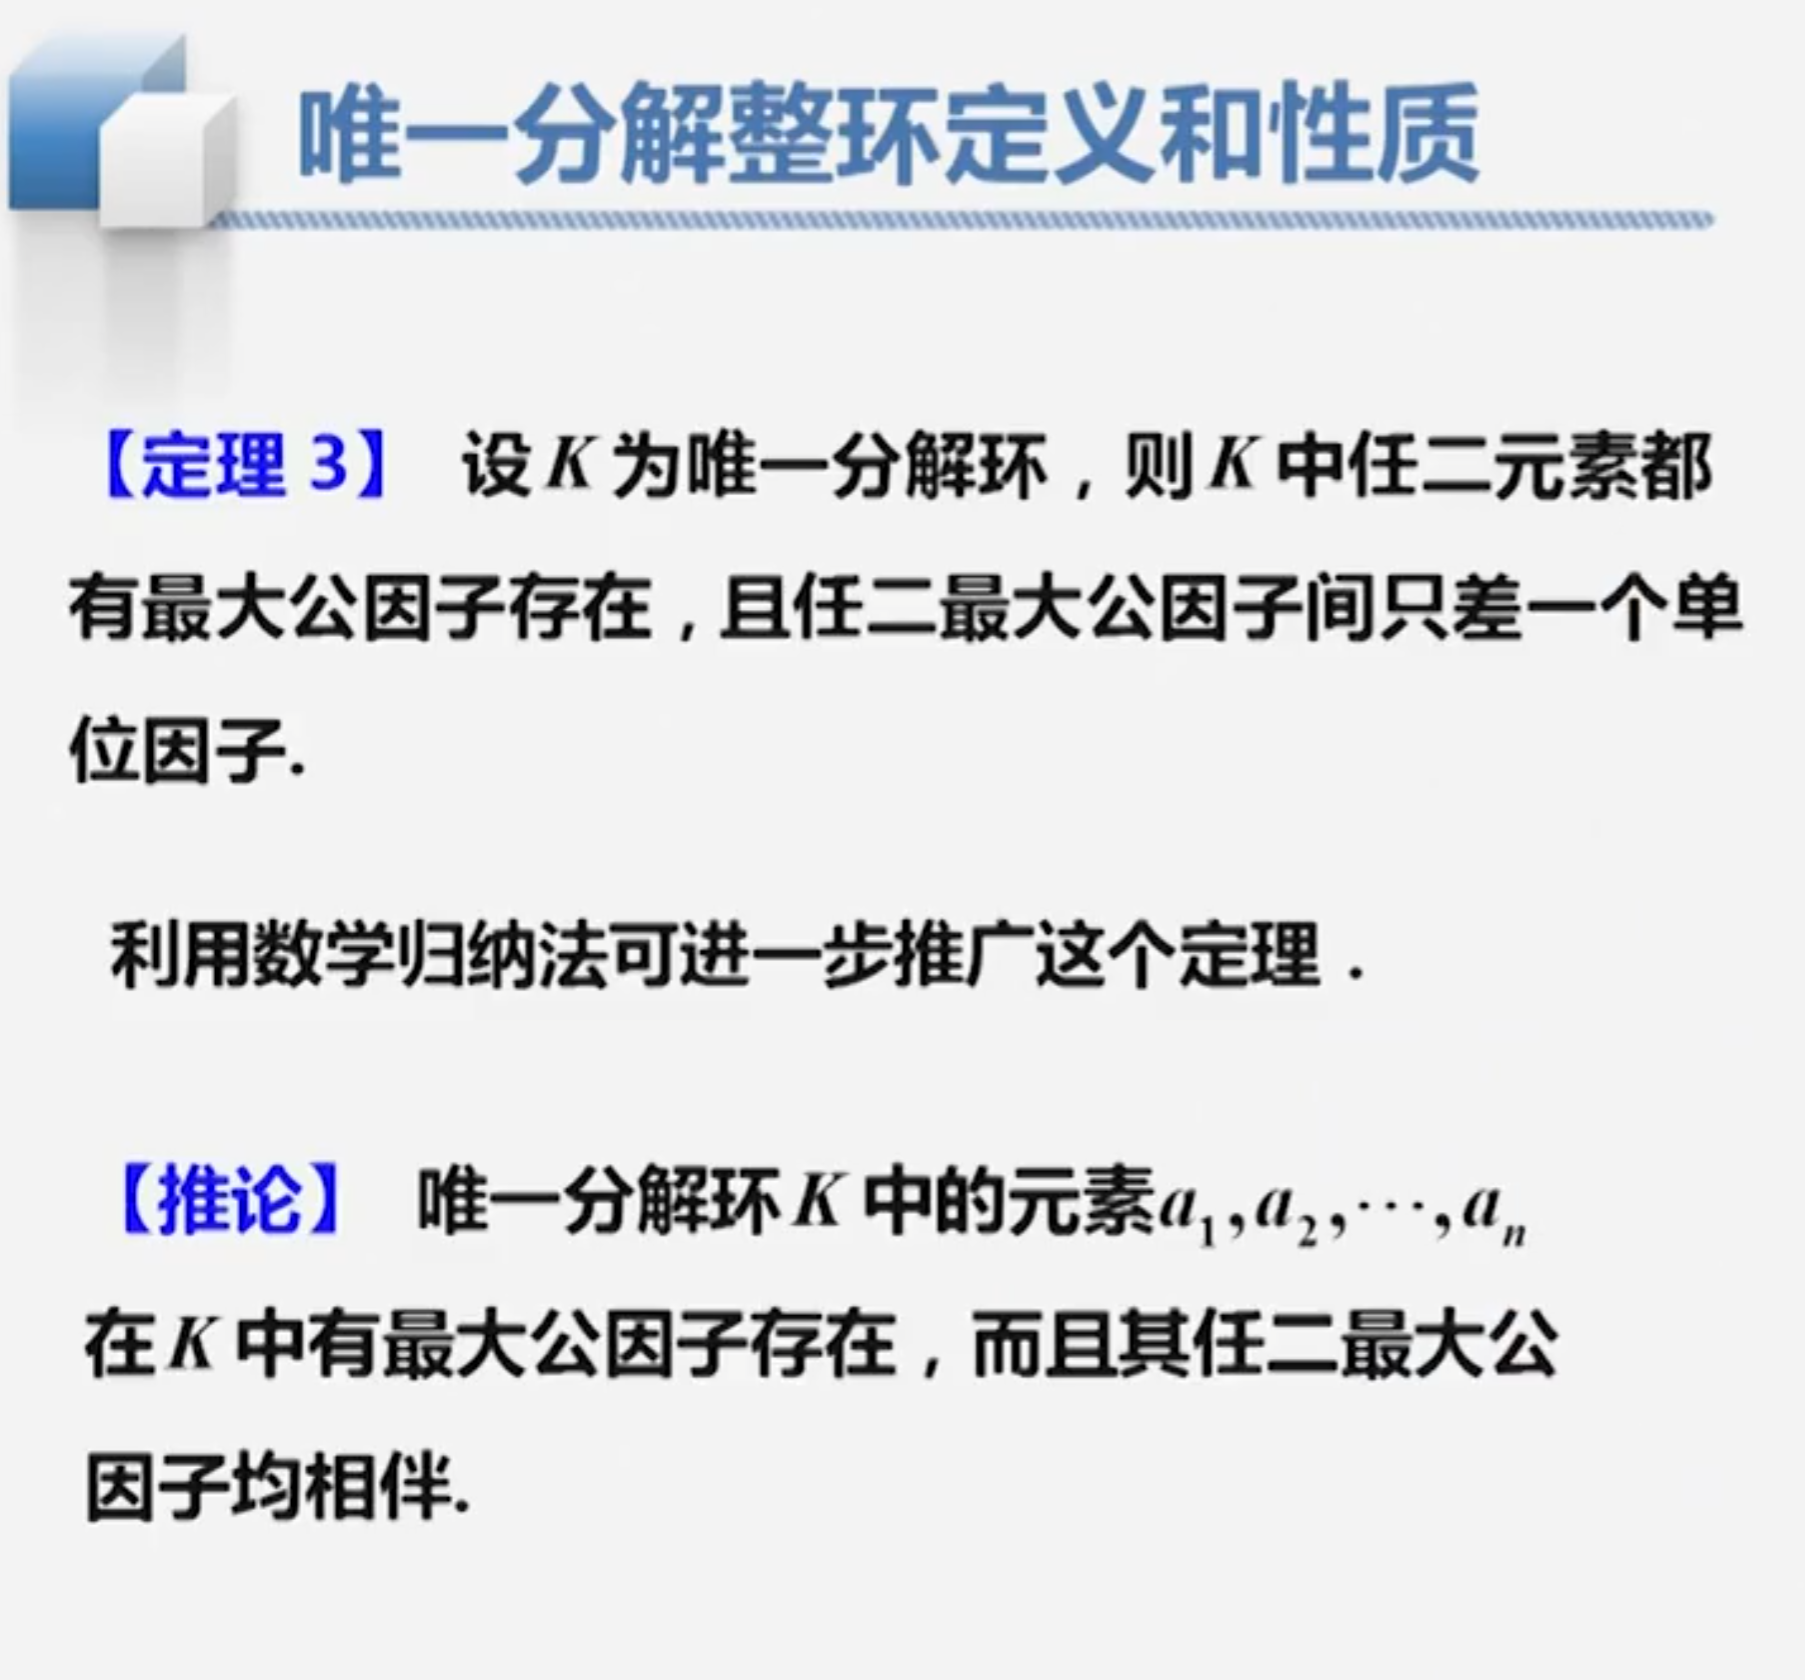 唯一分解整环定义和性质
【定理 3】 设 K 为唯一分解环，则 K 中任二元素都
有最大公因子存在，且任二最大公因子间只差一个单
位因子.
利用数学归纳法可进一步推广这个定理．
【推论】 唯一分解环 K 中的元素a₁,a₂,⋯,aₙ
在 K 中有最大公因子存在，而且其任二最大公
因子均相伴.